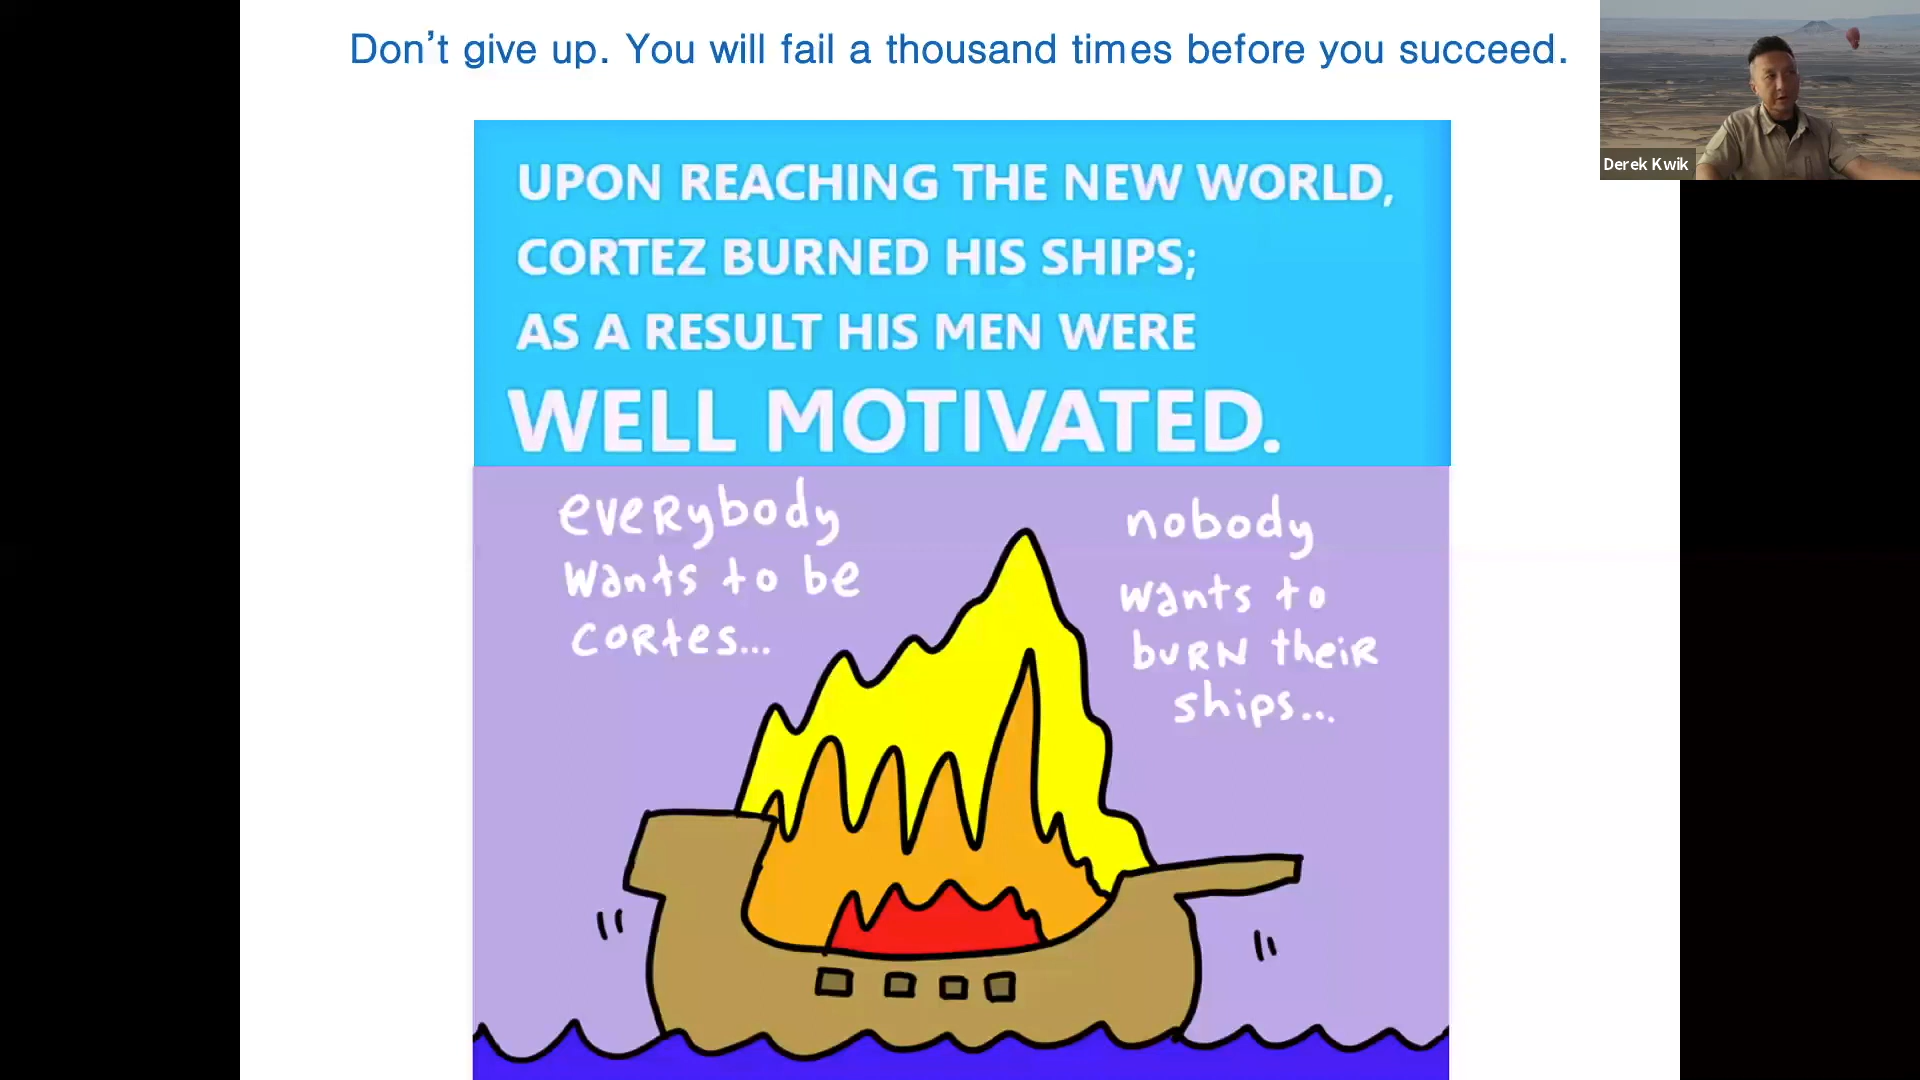 Don't give up. You will fail a thousand times before you succeed.
Derek Kwik
UPON REACHING THE NEW WORLD,
CORTEZ BURNED HIS SHIPS;
AS A RESULT HIS MEN WERE
WELL MOTIVATED.
everybody
wants to be
cortes...
nobody
wants to
burn their
ships...